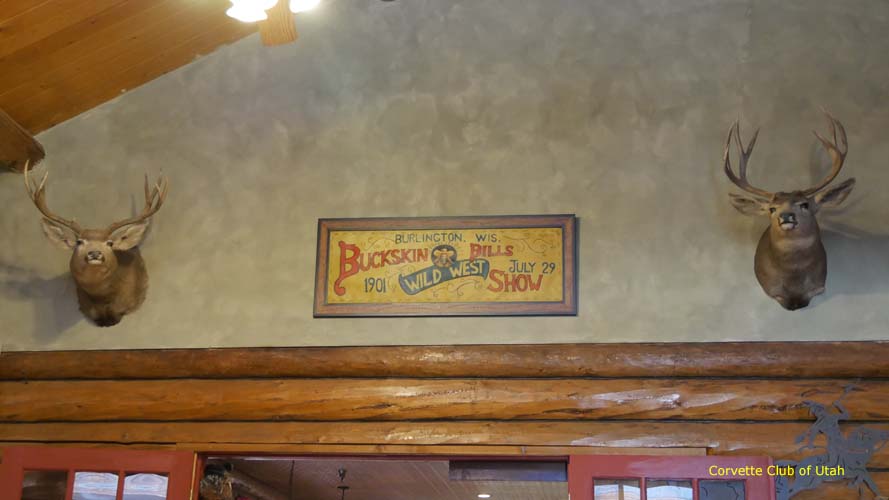 BURLINGTON, WIS.
BUCKSKIN BILLS
1901 WILD WEST JULY 29
SHOW
Corvette Club of Utah